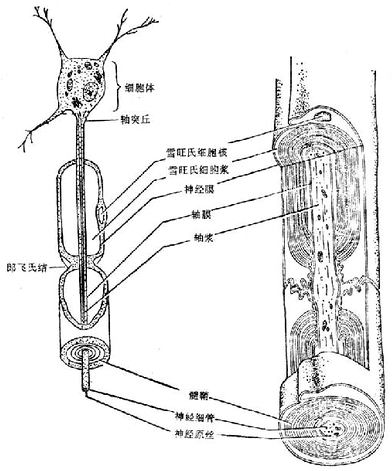 细胞体
轴突丘
雪旺氏细胞核
雪旺氏细胞浆
神经膜
轴膜
轴浆
郎飞氏结
髓鞘
神经细管
神经原丝